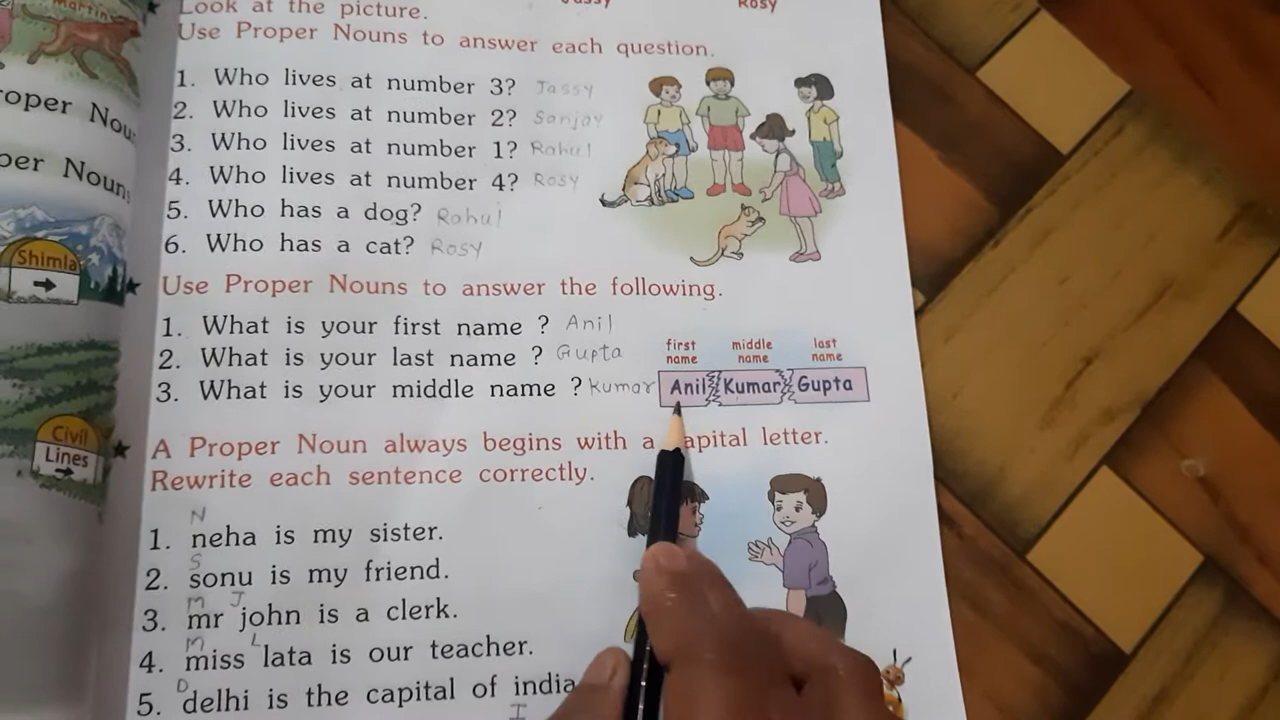 Martin
Look at the picture.
Rosy
Use Proper Nouns to answer each question.
1. Who lives at number 3? Jassy
2. Who lives at number 2? Sanjay
3. Who lives at number 1? Rahul
4. Who lives at number 4? Rosy
5. Who has a dog? Rahul
6. Who has a cat? Rosy
Shimla
Use Proper Nouns to answer the following.
1. What is your first name ? Anil
2. What is your last name ? Gupta
3. What is your middle name ? Kumar
first name middle name last name
Anil Kumar Gupta
Civil
Lines
A Proper Noun always begins with a capital letter.
Rewrite each sentence correctly.
N
1. neha is my sister.
S
2. sonu is my friend.
m J
3. mr john is a clerk.
m L
4. miss lata is our teacher.
D
5. delhi is the capital of india
I